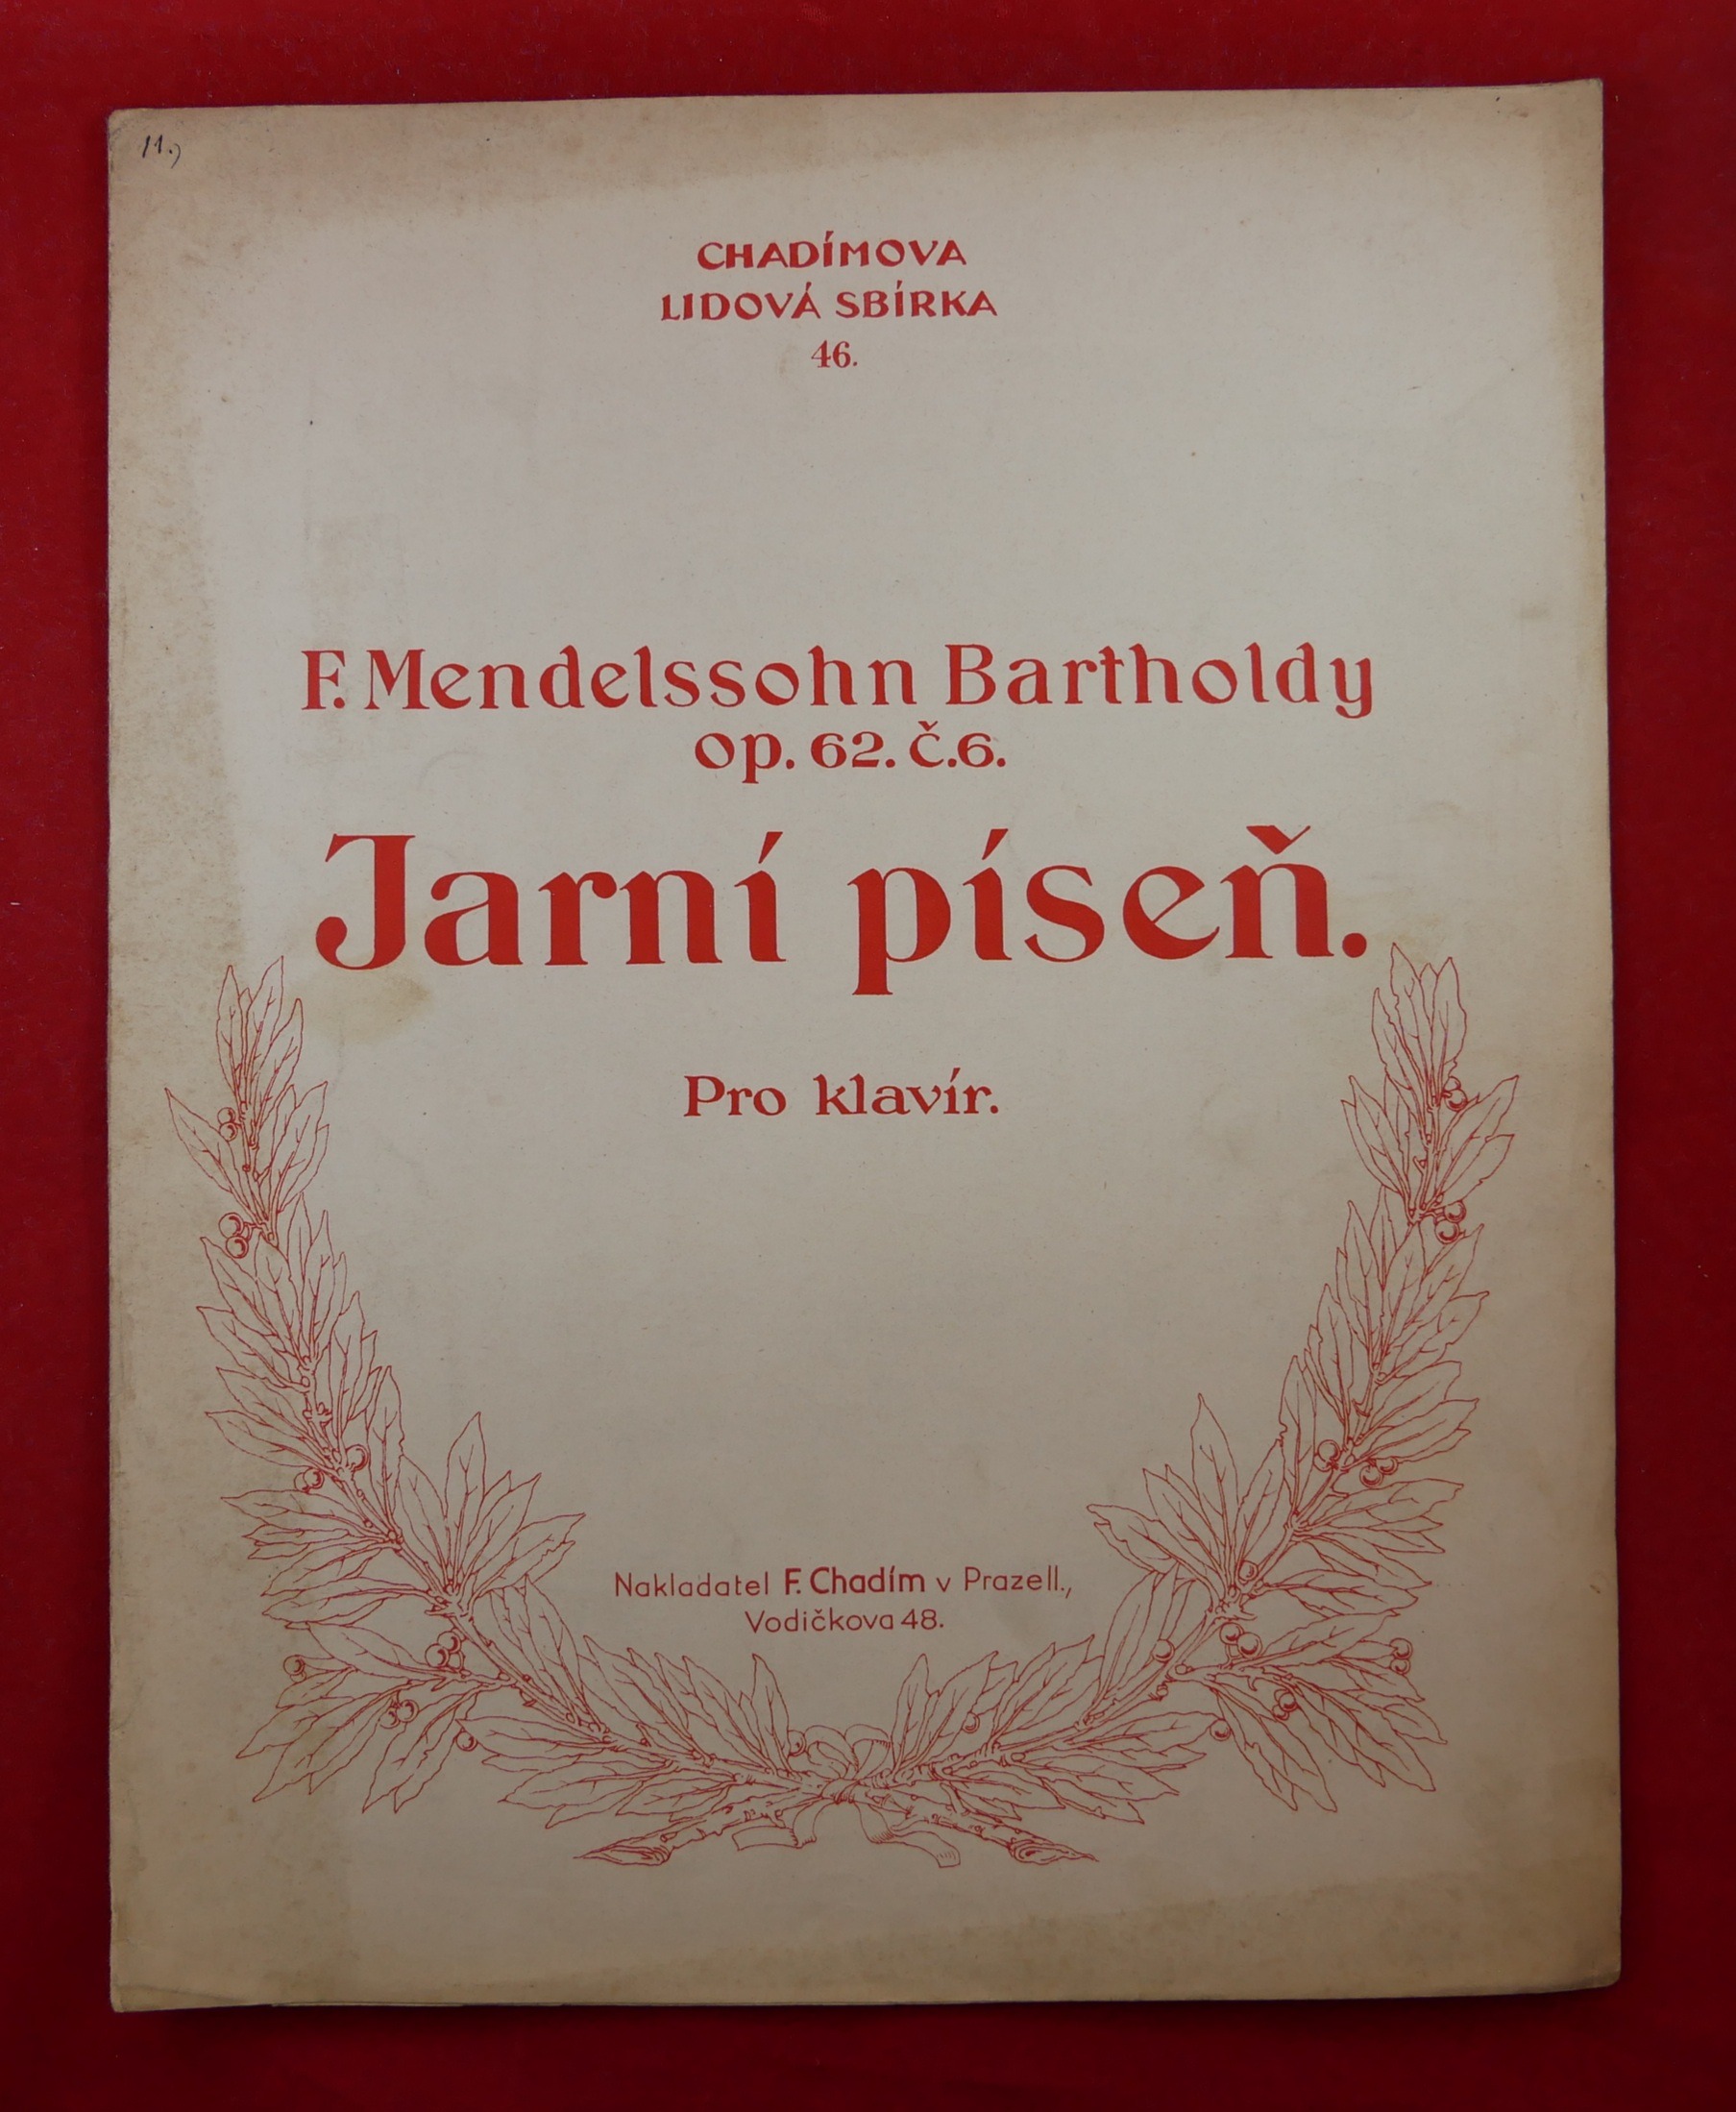 11.)
CHADÍMOVA
LIDOVÁ SBÍRKA
46.
F. Mendelssohn Bartholdy
op. 62. č. 6.
Jarní píseň.
Pro klavír.
Nakladatel F. Chadím v Praze II.,
Vodičkova 48.